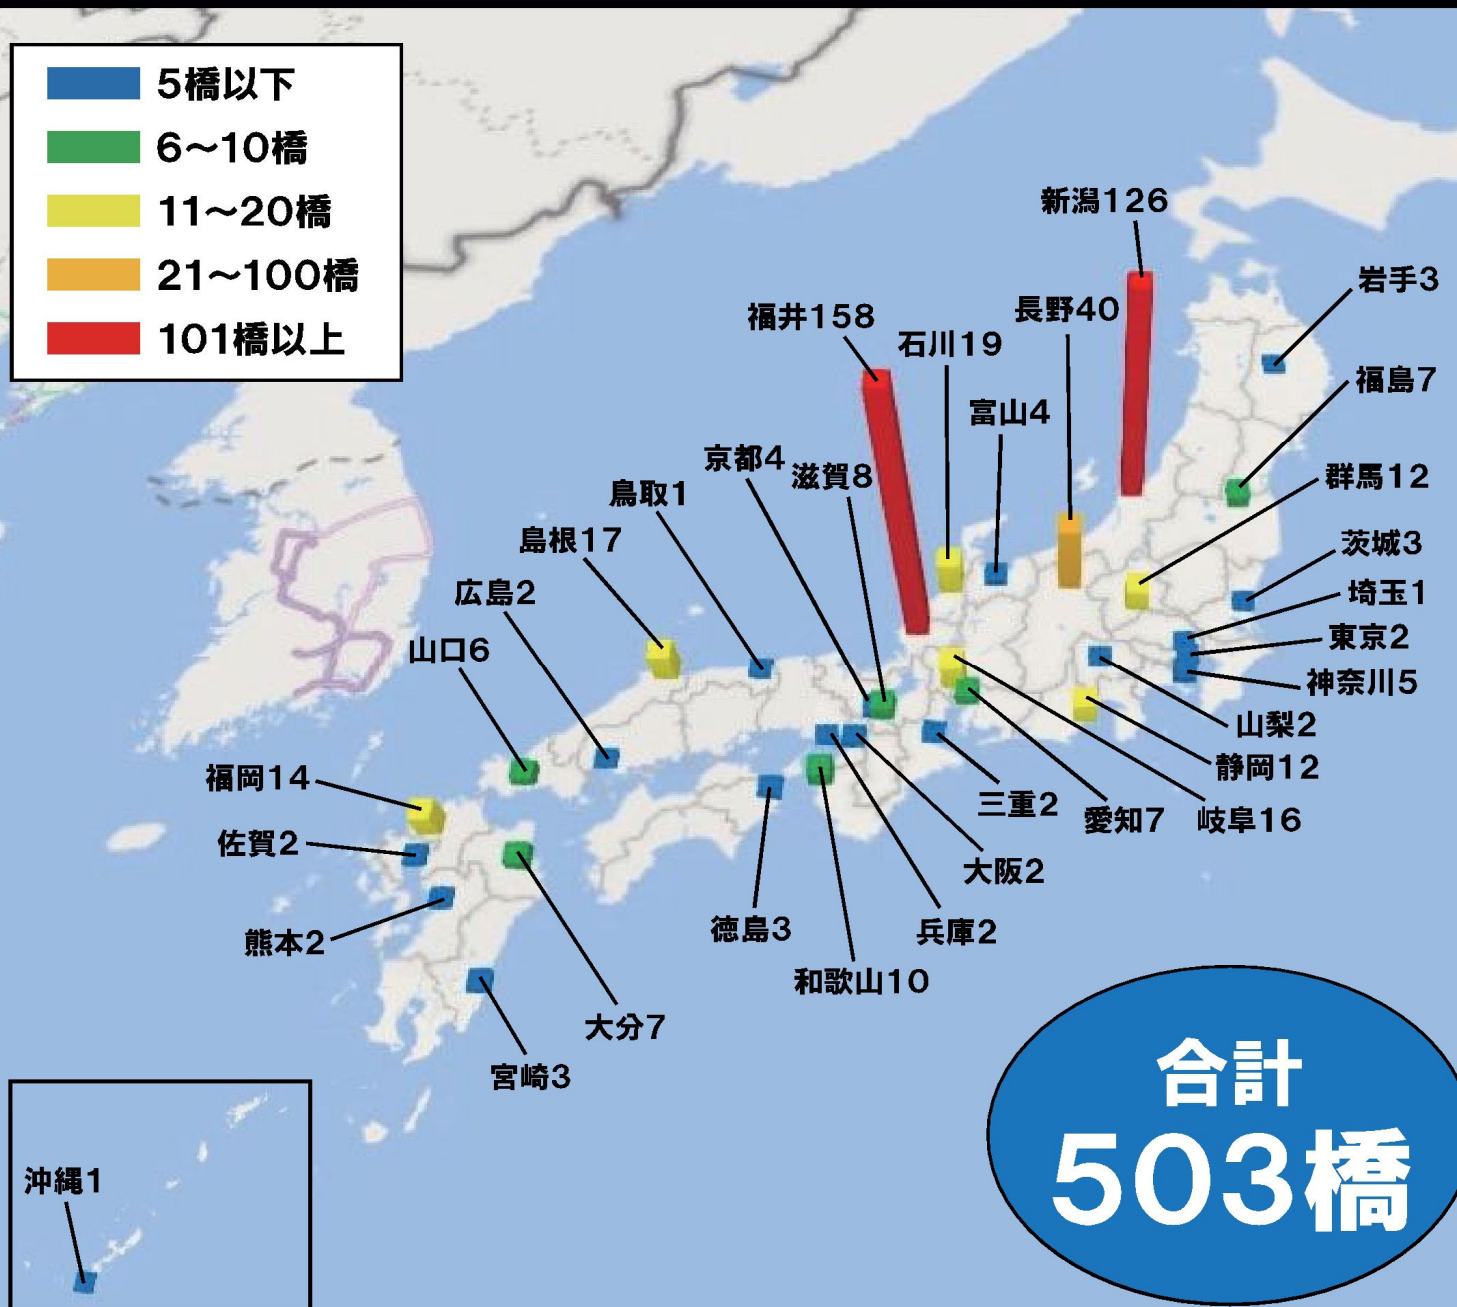 5橋以下
6～10橋
11～20橋
21～100橋
101橋以上
新潟126
岩手3
長野40
福井158
石川19
福島7
富山4
京都4
滋賀8
群馬12
鳥取1
島根17
茨城3
広島2
埼玉1
東京2
山口6
神奈川5
山梨2
静岡12
福岡14
三重2
愛知7
岐阜16
佐賀2
大阪2
徳島3
兵庫2
熊本2
和歌山10
大分7
宮崎3
合計
503橋
沖縄1